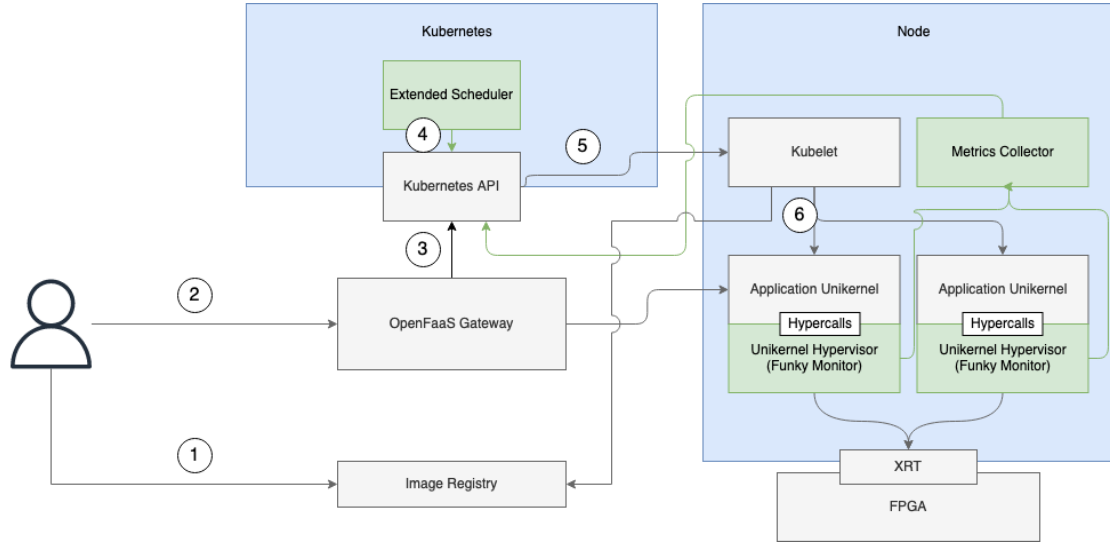 Kubernetes
Node
Extended Scheduler
4
5
Kubelet
Metrics Collector
Kubernetes API
6
3
2
OpenFaaS Gateway
Application Unikernel
Application Unikernel
Hypercalls
Hypercalls
Unikernel Hypervisor
(Funky Monitor)
Unikernel Hypervisor
(Funky Monitor)
1
Image Registry
XRT
FPGA